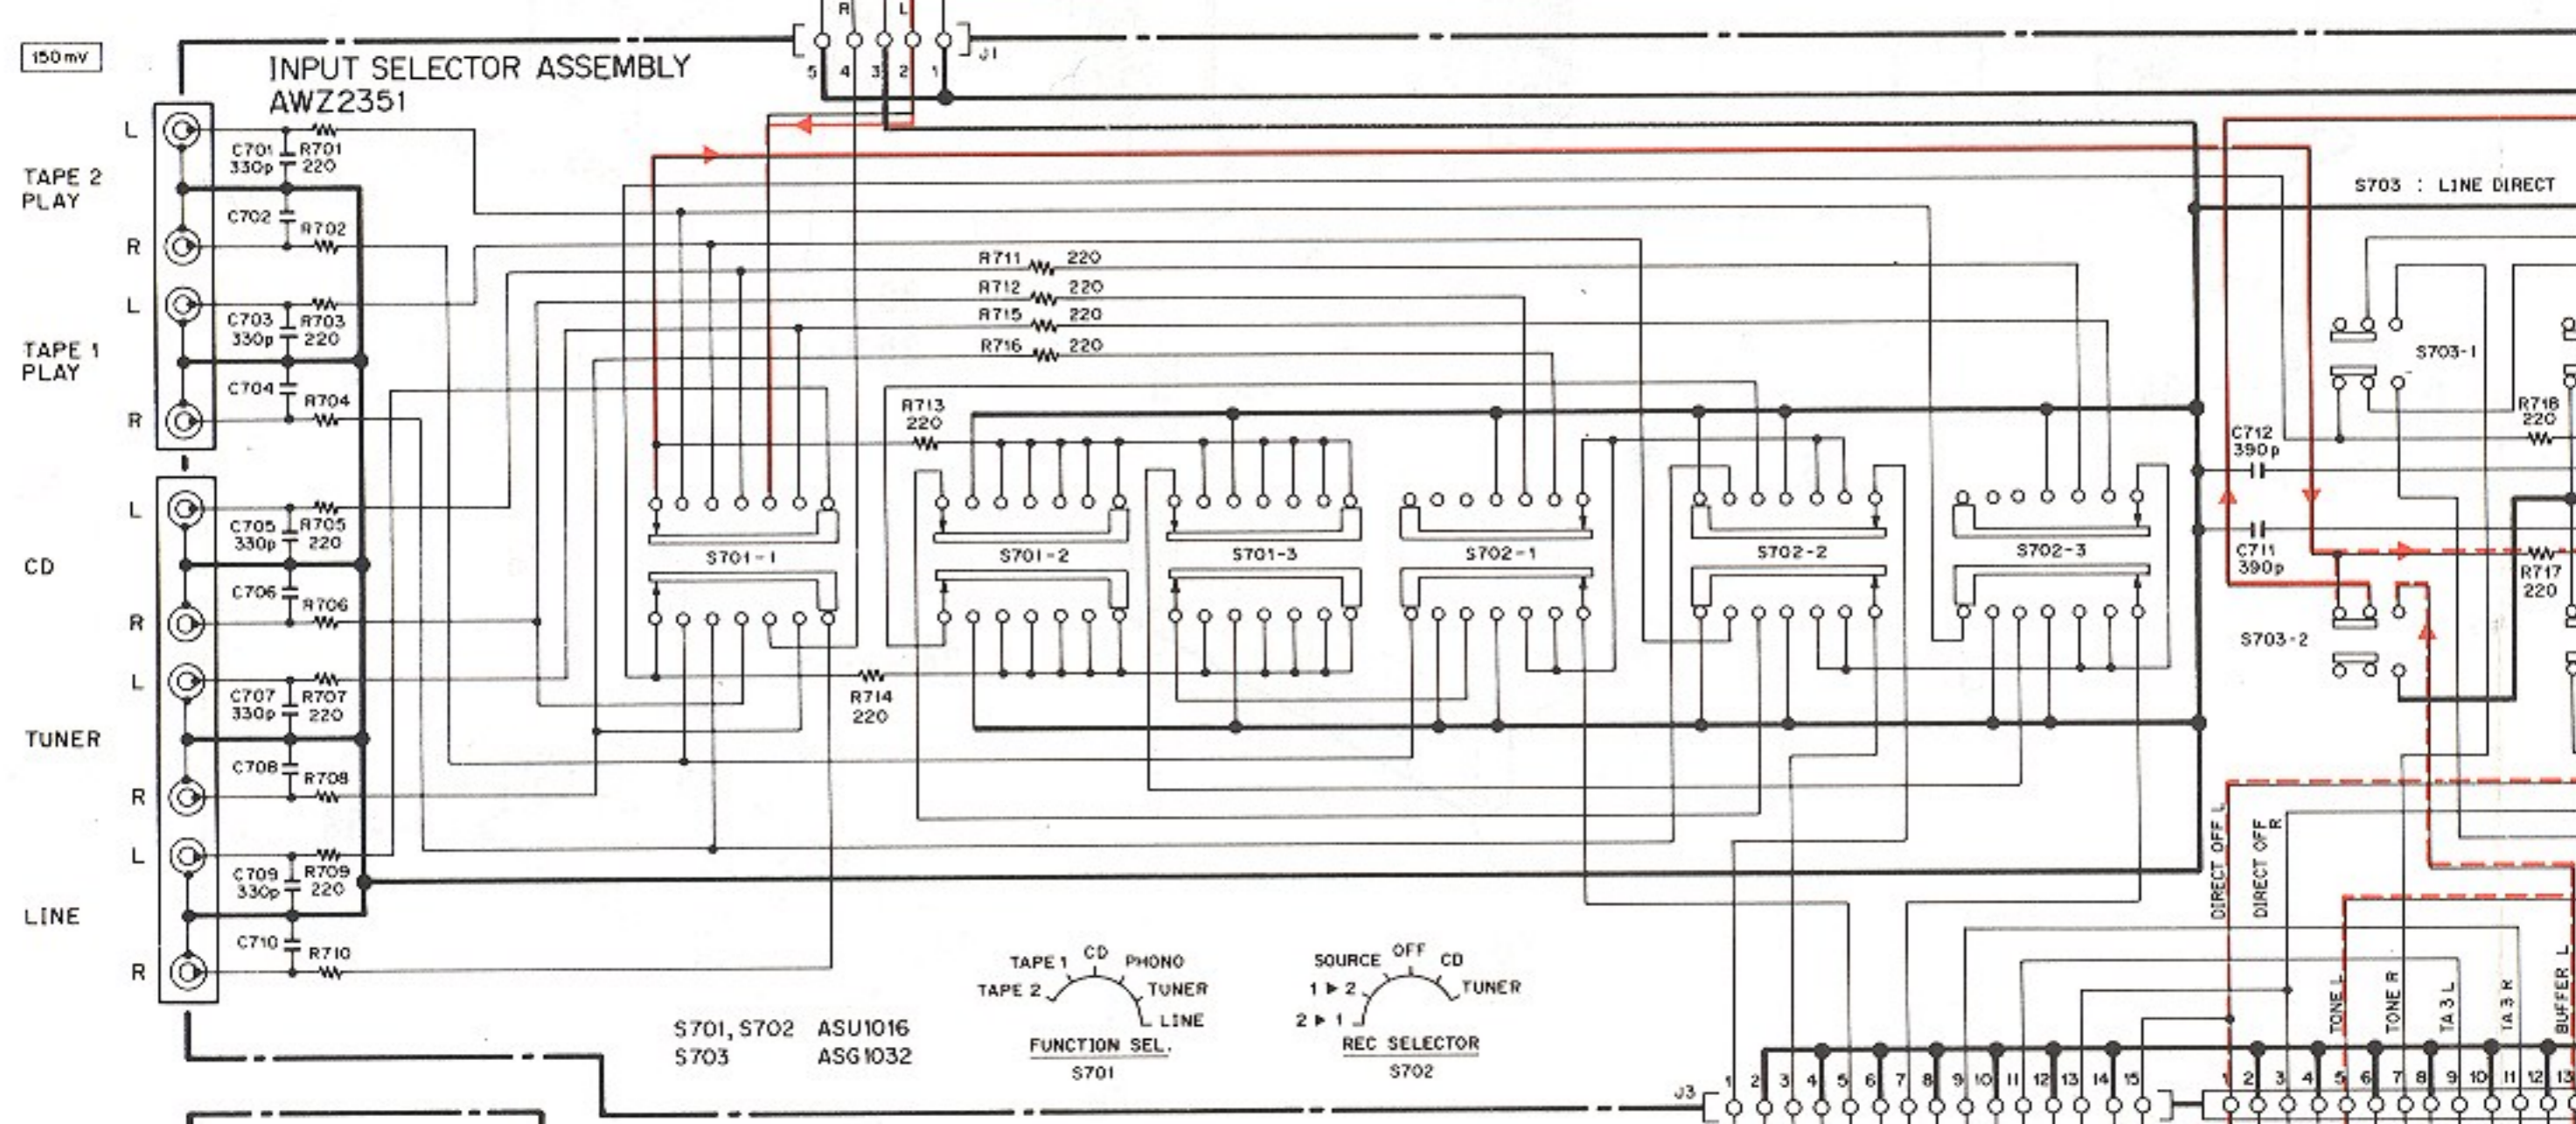 R L
150mV
INPUT SELECTOR ASSEMBLY
AWZ2351
5 4 3 2 1 J1
L
C701 R701
330p 220
TAPE 2
PLAY
C702 R702
R
S703 : LINE DIRECT
L
C703 R703
330p 220
TAPE 1
PLAY
C704 R704
R
R711 220
R712 220
R715 220
R716 220
S703-1
R713
220
R718
220
C712
390p
L
C705 R705
330p 220
CD
C706 R706
R
S701-1 S701-2 S701-3 S702-1 S702-2 S702-3
C711
390p
R717
220
S703-2
L
C707 R707
330p 220
R714
220
TUNER
C708 R708
R
L
C709 R709
330p 220
LINE
C710 R710
R
DIRECT OFF L
DIRECT OFF R
TONE L
TONE R
TA3 L
TA3 R
BUFFER L
TAPE 2 TAPE 1 CD PHONO TUNER LINE
FUNCTION SEL.
S701
2▶1 1▶2 SOURCE OFF CD TUNER
REC SELECTOR
S702
S701, S702 ASU1016
S703 ASG1032
J3 1 2 3 4 5 6 7 8 9 10 11 12 13 14 15
1 2 3 4 5 6 7 8 9 10 11 12 13